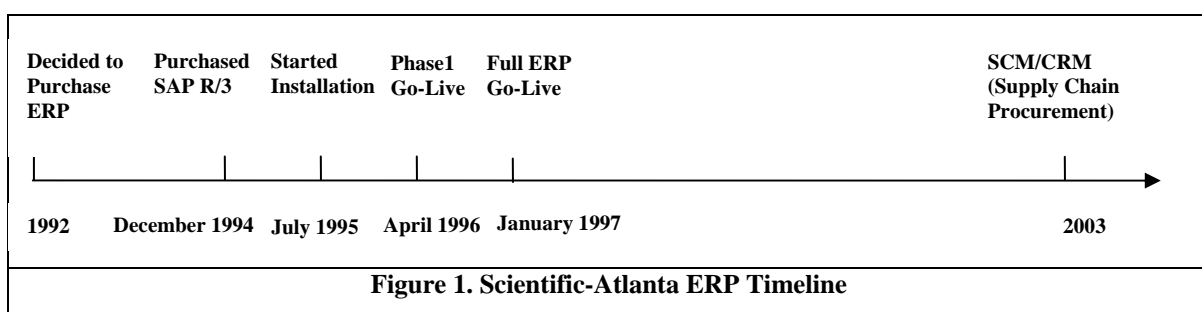 Decided to Purchase ERP
Purchased SAP R/3
Started Installation
Phase1 Go-Live
Full ERP Go-Live
SCM/CRM (Supply Chain Procurement)
1992
December 1994
July 1995
April 1996
January 1997
2003
Figure 1. Scientific-Atlanta ERP Timeline